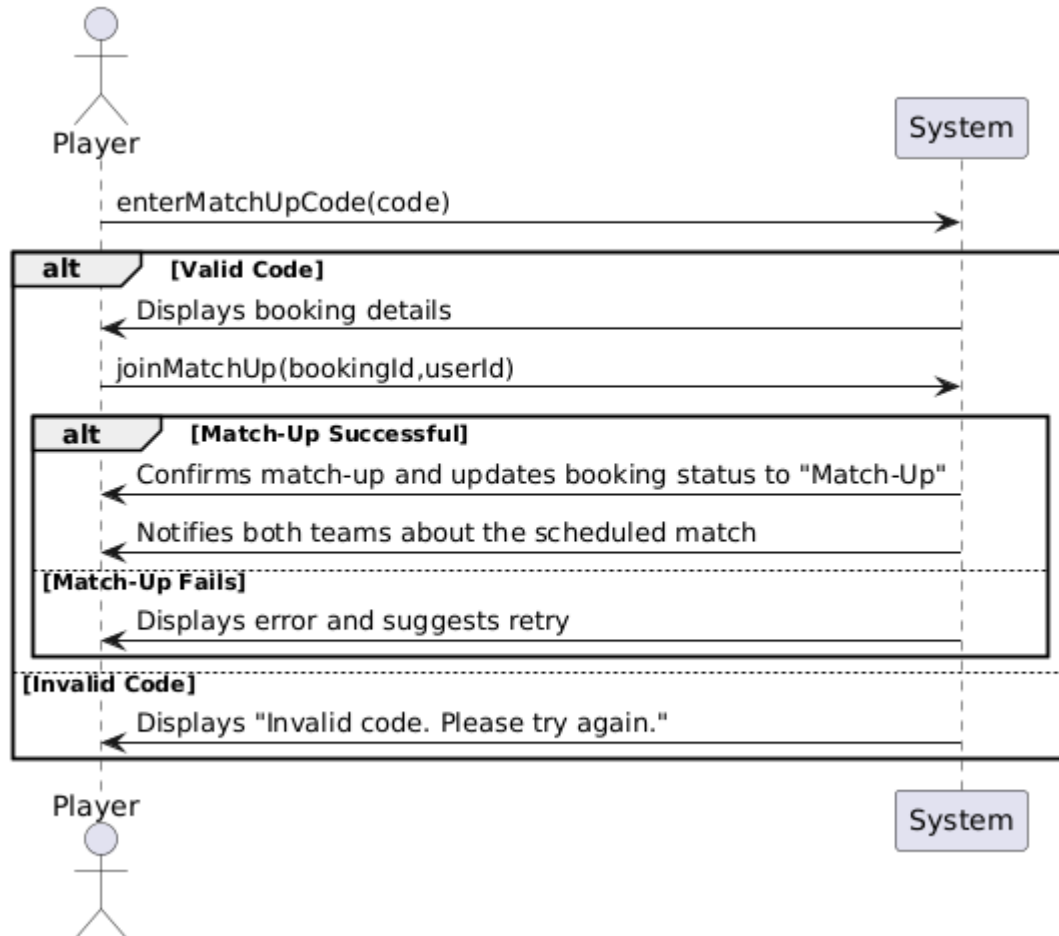 Player
System
enterMatchUpCode(code)
alt [Valid Code]
Displays booking details
joinMatchUp(bookingId,userId)
alt [Match-Up Successful]
Confirms match-up and updates booking status to "Match-Up"
Notifies both teams about the scheduled match
[Match-Up Fails]
Displays error and suggests retry
[Invalid Code]
Displays "Invalid code. Please try again."
Player
System